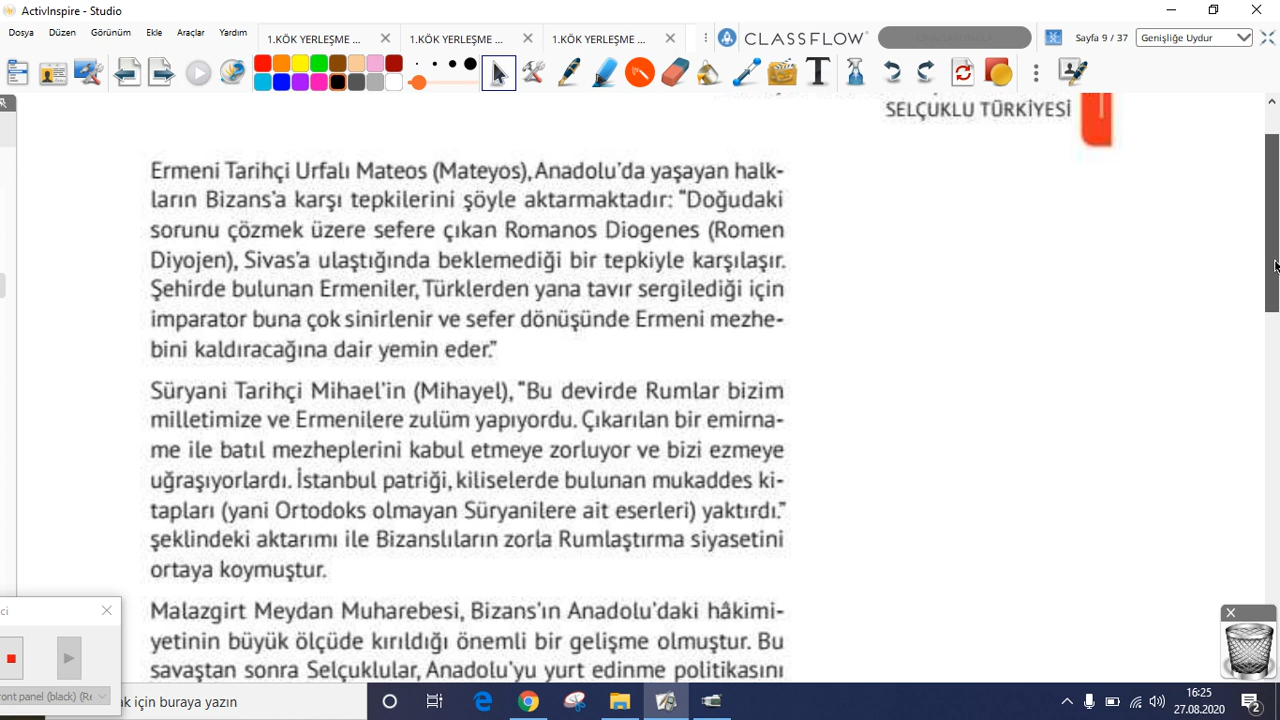 ActivInspire - Studio
Dosya Düzen Görünüm Ekle Araçlar Yardım
1.KÖK YERLEŞME ... 1.KÖK YERLEŞME ... 1.KÖK YERLEŞME ...
CLASSFLOW
Sayfa 9 / 37
Genişliğe Uydur
SELÇUKLU TÜRKİYESİ
Ermeni Tarihçi Urfalı Mateos (Mateyos), Anadolu’da yaşayan halk-
ların Bizans’a karşı tepkilerini şöyle aktarmaktadır: “Doğudaki
sorunu çözmek üzere sefere çıkan Romanos Diogenes (Romen
Diyojen), Sivas’a ulaştığında beklemediği bir tepkiyle karşılaşır.
Şehirde bulunan Ermeniler, Türklerden yana tavır sergilediği için
imparator buna çok sinirlenir ve sefer dönüşünde Ermeni mezhe-
bini kaldıracağına dair yemin eder.”
Süryani Tarihçi Mihael’in (Mihayel), “Bu devirde Rumlar bizim
milletimize ve Ermenilere zulüm yapıyordu. Çıkarılan bir emirna-
me ile batıl mezheplerini kabul etmeye zorluyor ve bizi ezmeye
uğraşıyorlardı. İstanbul patriği, kiliselerde bulunan mukaddes ki-
tapları (yani Ortodoks olmayan Süryanilere ait eserleri) yaktırdı.”
şeklindeki aktarımı ile Bizanslıların zorla Rumlaştırma siyasetini
ortaya koymuştur.
Malazgirt Meydan Muharebesi, Bizans’ın Anadolu’daki hâkimi-
yetinin büyük ölçüde kırıldığı önemli bir gelişme olmuştur. Bu
savaştan sonra Selçuklular, Anadolu’yu yurt edinme politikasını
ci
ront panel (black) (Re
ak için buraya yazın
16:25
27.08.2020
2